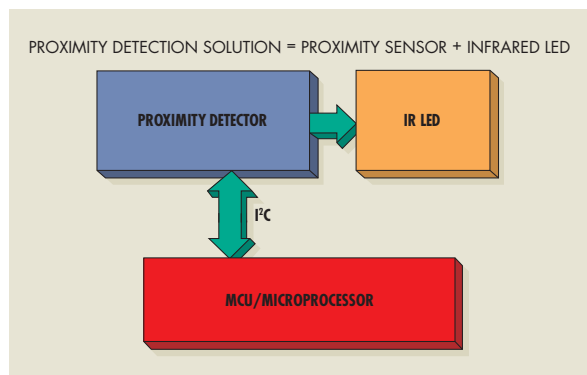 PROXIMITY DETECTION SOLUTION = PROXIMITY SENSOR + INFRARED LED
PROXIMITY DETECTOR
IR LED
I²C
MCU/MICROPROCESSOR